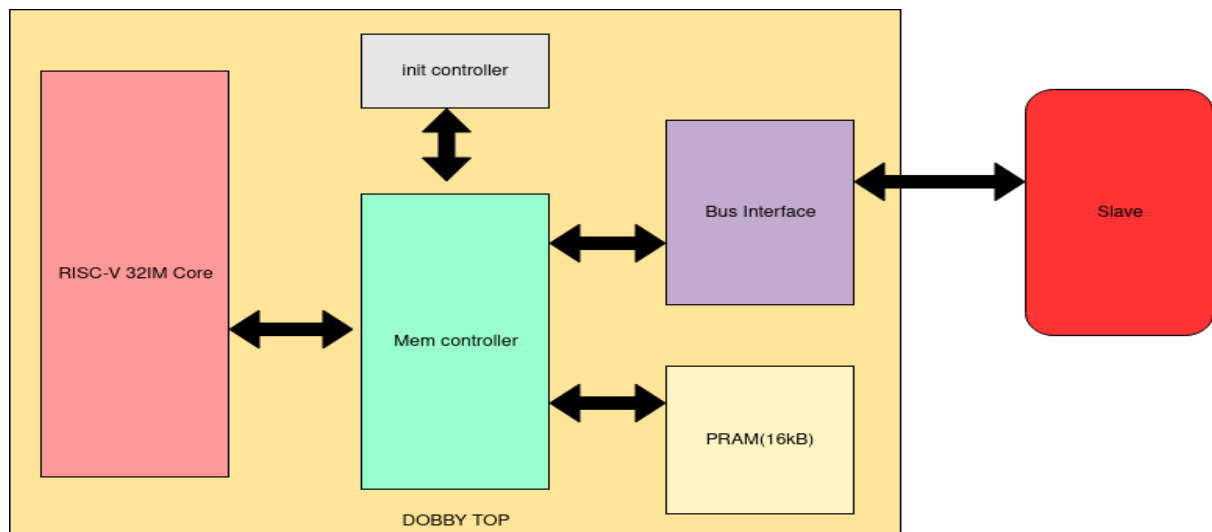 init controller
RISC-V 32IM Core
Mem controller
Bus Interface
Slave
PRAM(16kB)
DOBBY TOP